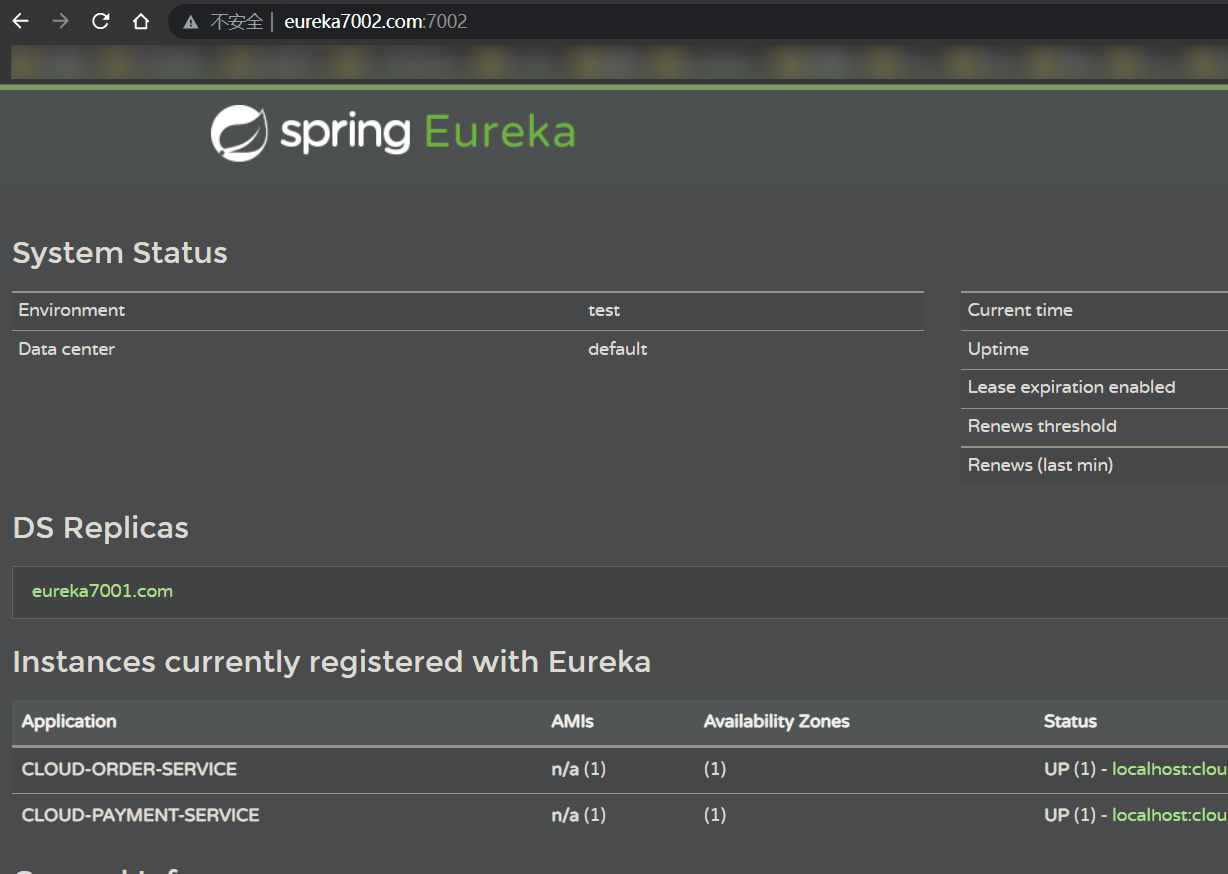 不安全 | eureka7002.com:7002
spring Eureka
System Status
Environment test
Data center default
Current time
Uptime
Lease expiration enabled
Renews threshold
Renews (last min)
DS Replicas
eureka7001.com
Instances currently registered with Eureka
Application AMIs Availability Zones Status
CLOUD-ORDER-SERVICE n/a (1) (1) UP (1) - localhost:clou
CLOUD-PAYMENT-SERVICE n/a (1) (1) UP (1) - localhost:clou